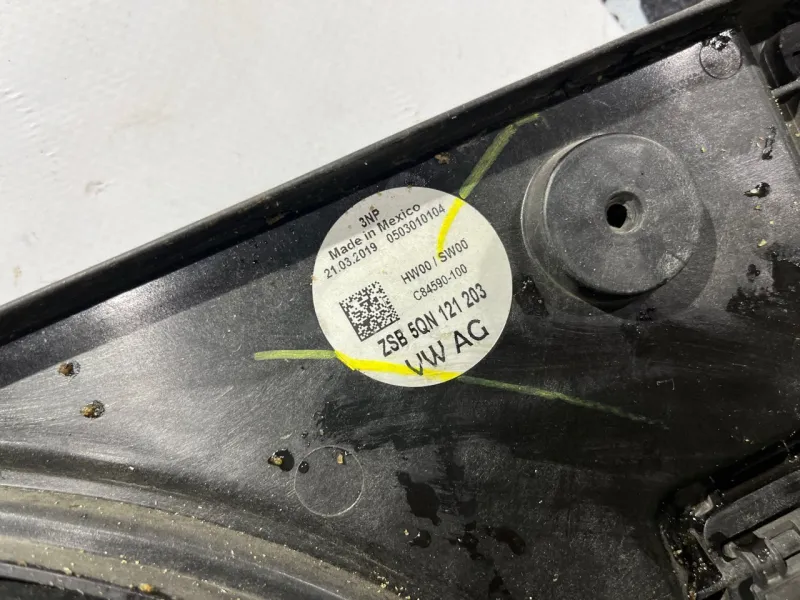 3NP
Made in Mexico
21.03.2019 0503010104
HW00 / SW00
C84590-100
ZSB 5QN 121 203
VW AG